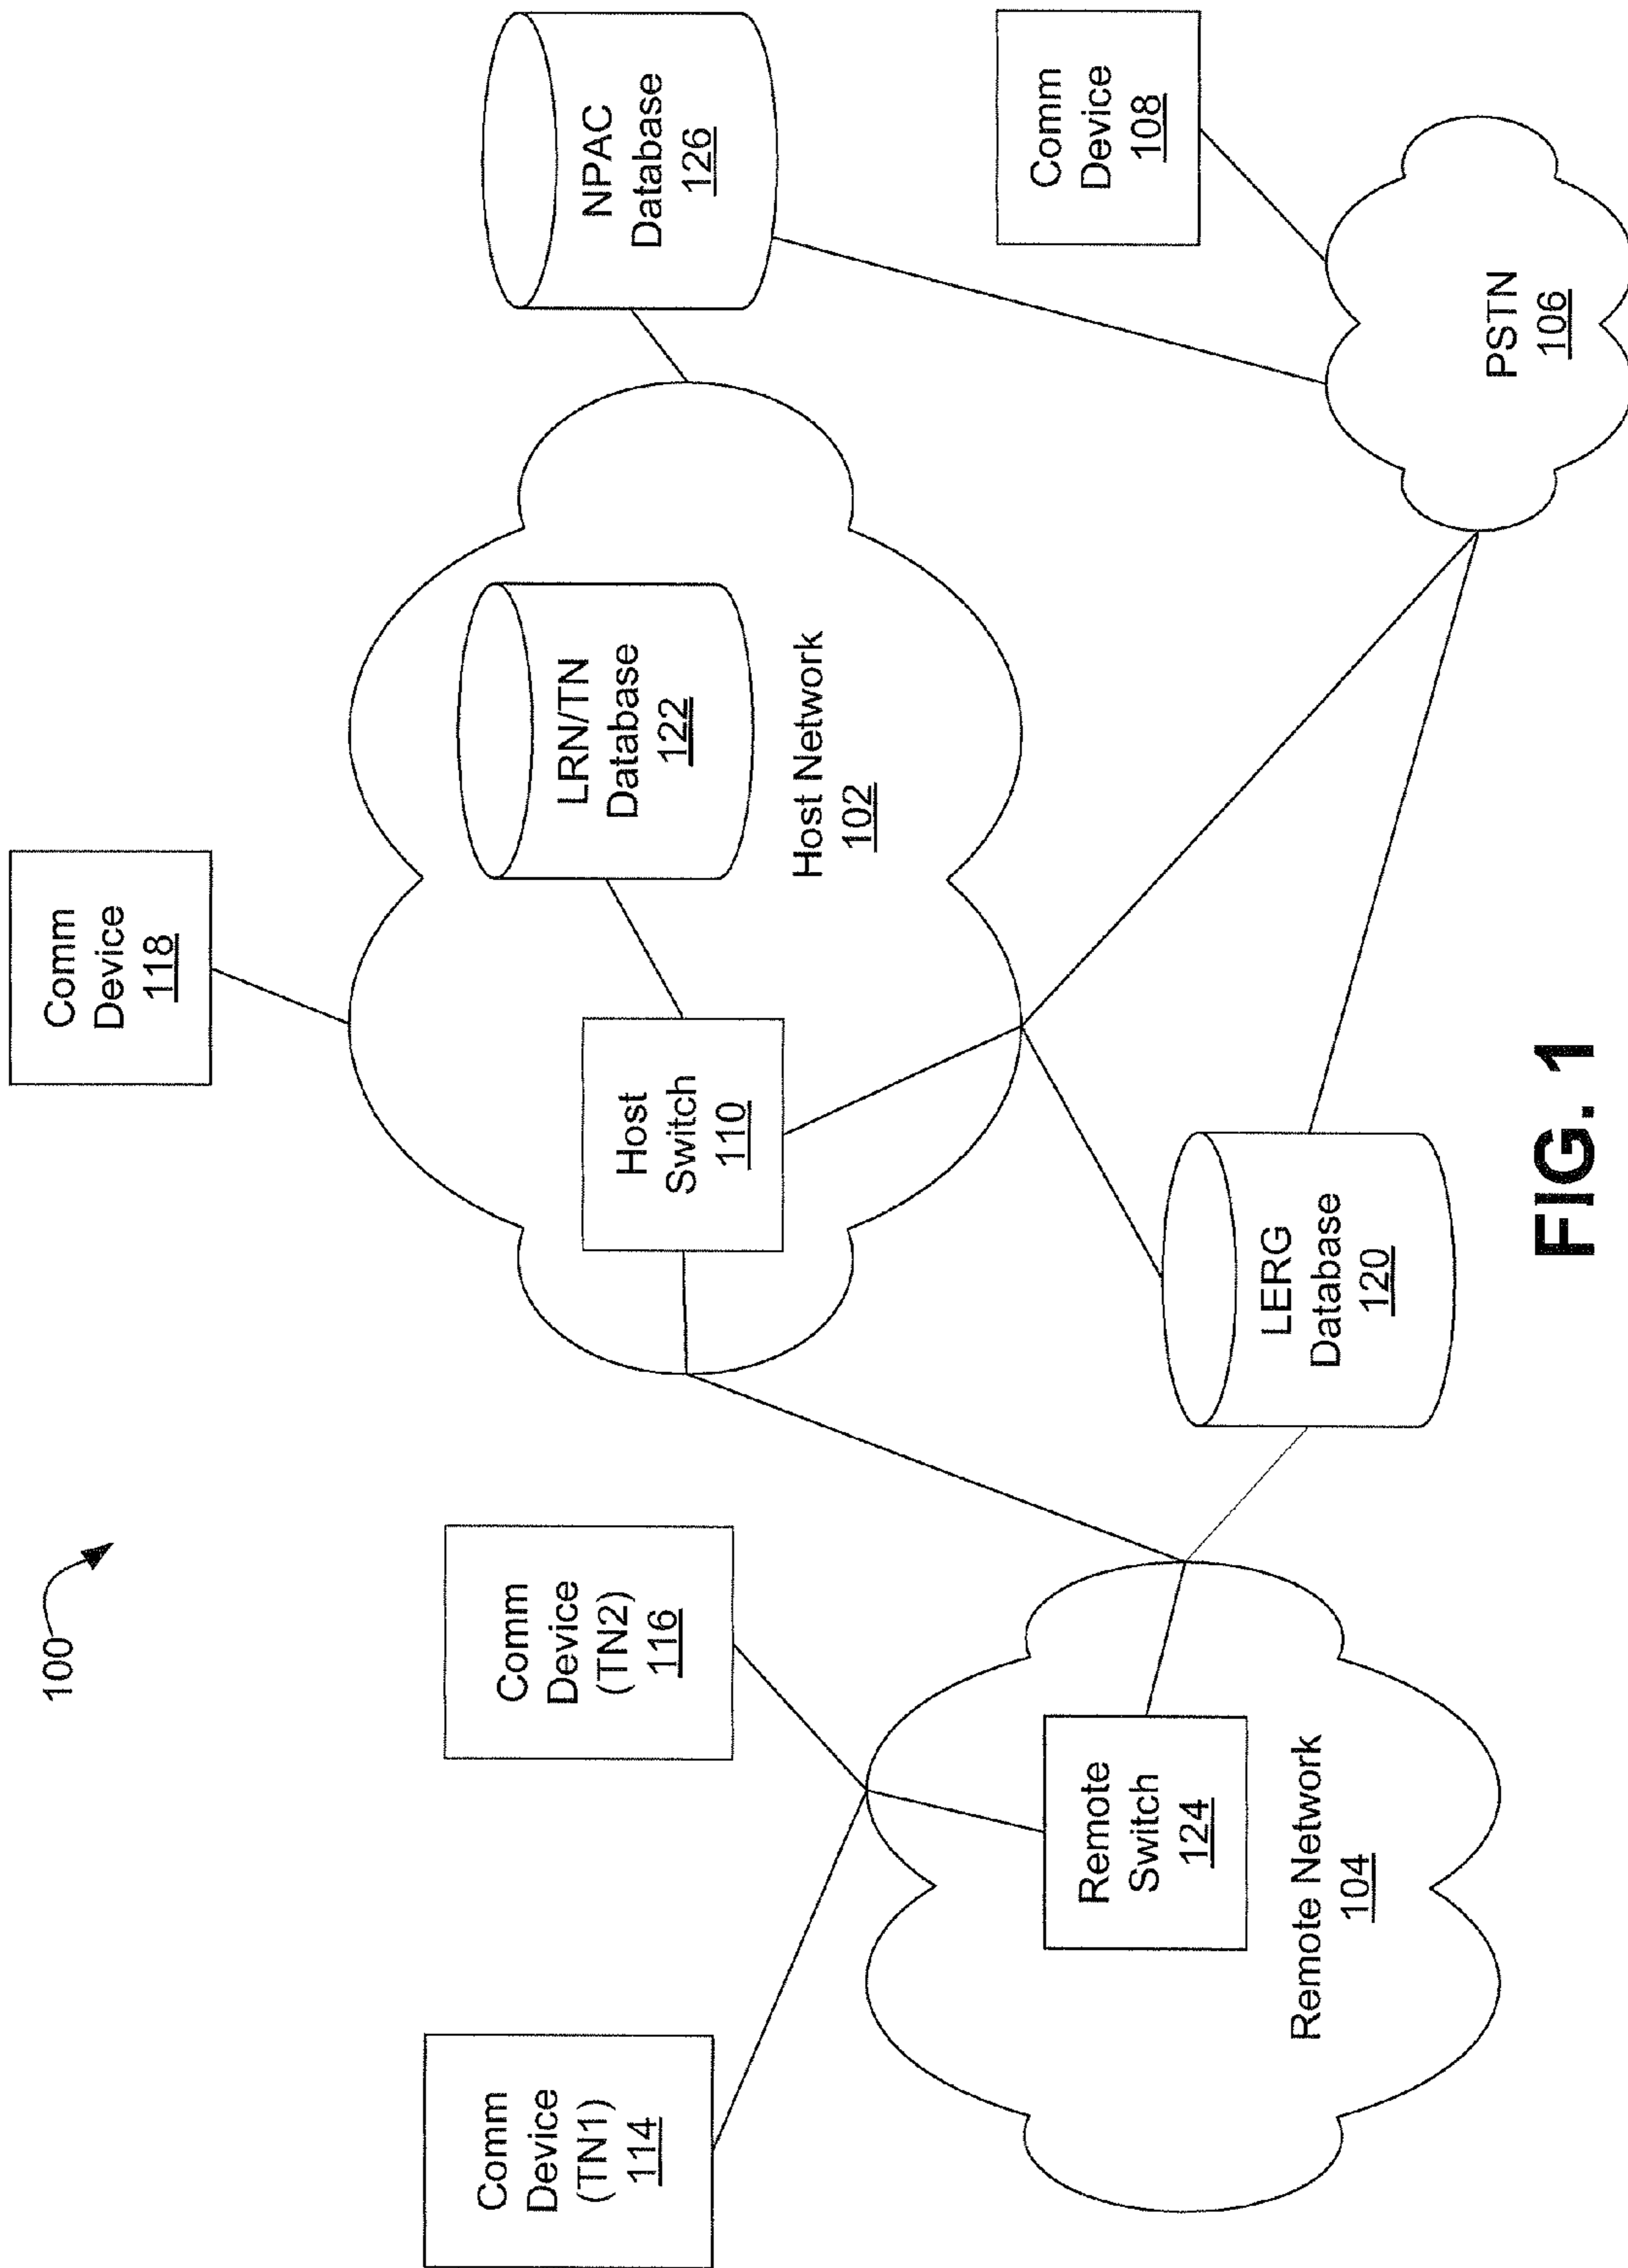 100
Comm
Device
(TN1)
114
Comm
Device
(TN2)
116
Comm
Device
118
Host
Switch
110
LRN/TN
Database
122
Host Network
102
NPAC
Database
126
Remote
Switch
124
Remote Network
104
LERG
Database
120
Comm
Device
108
PSTN
106
FIG. 1